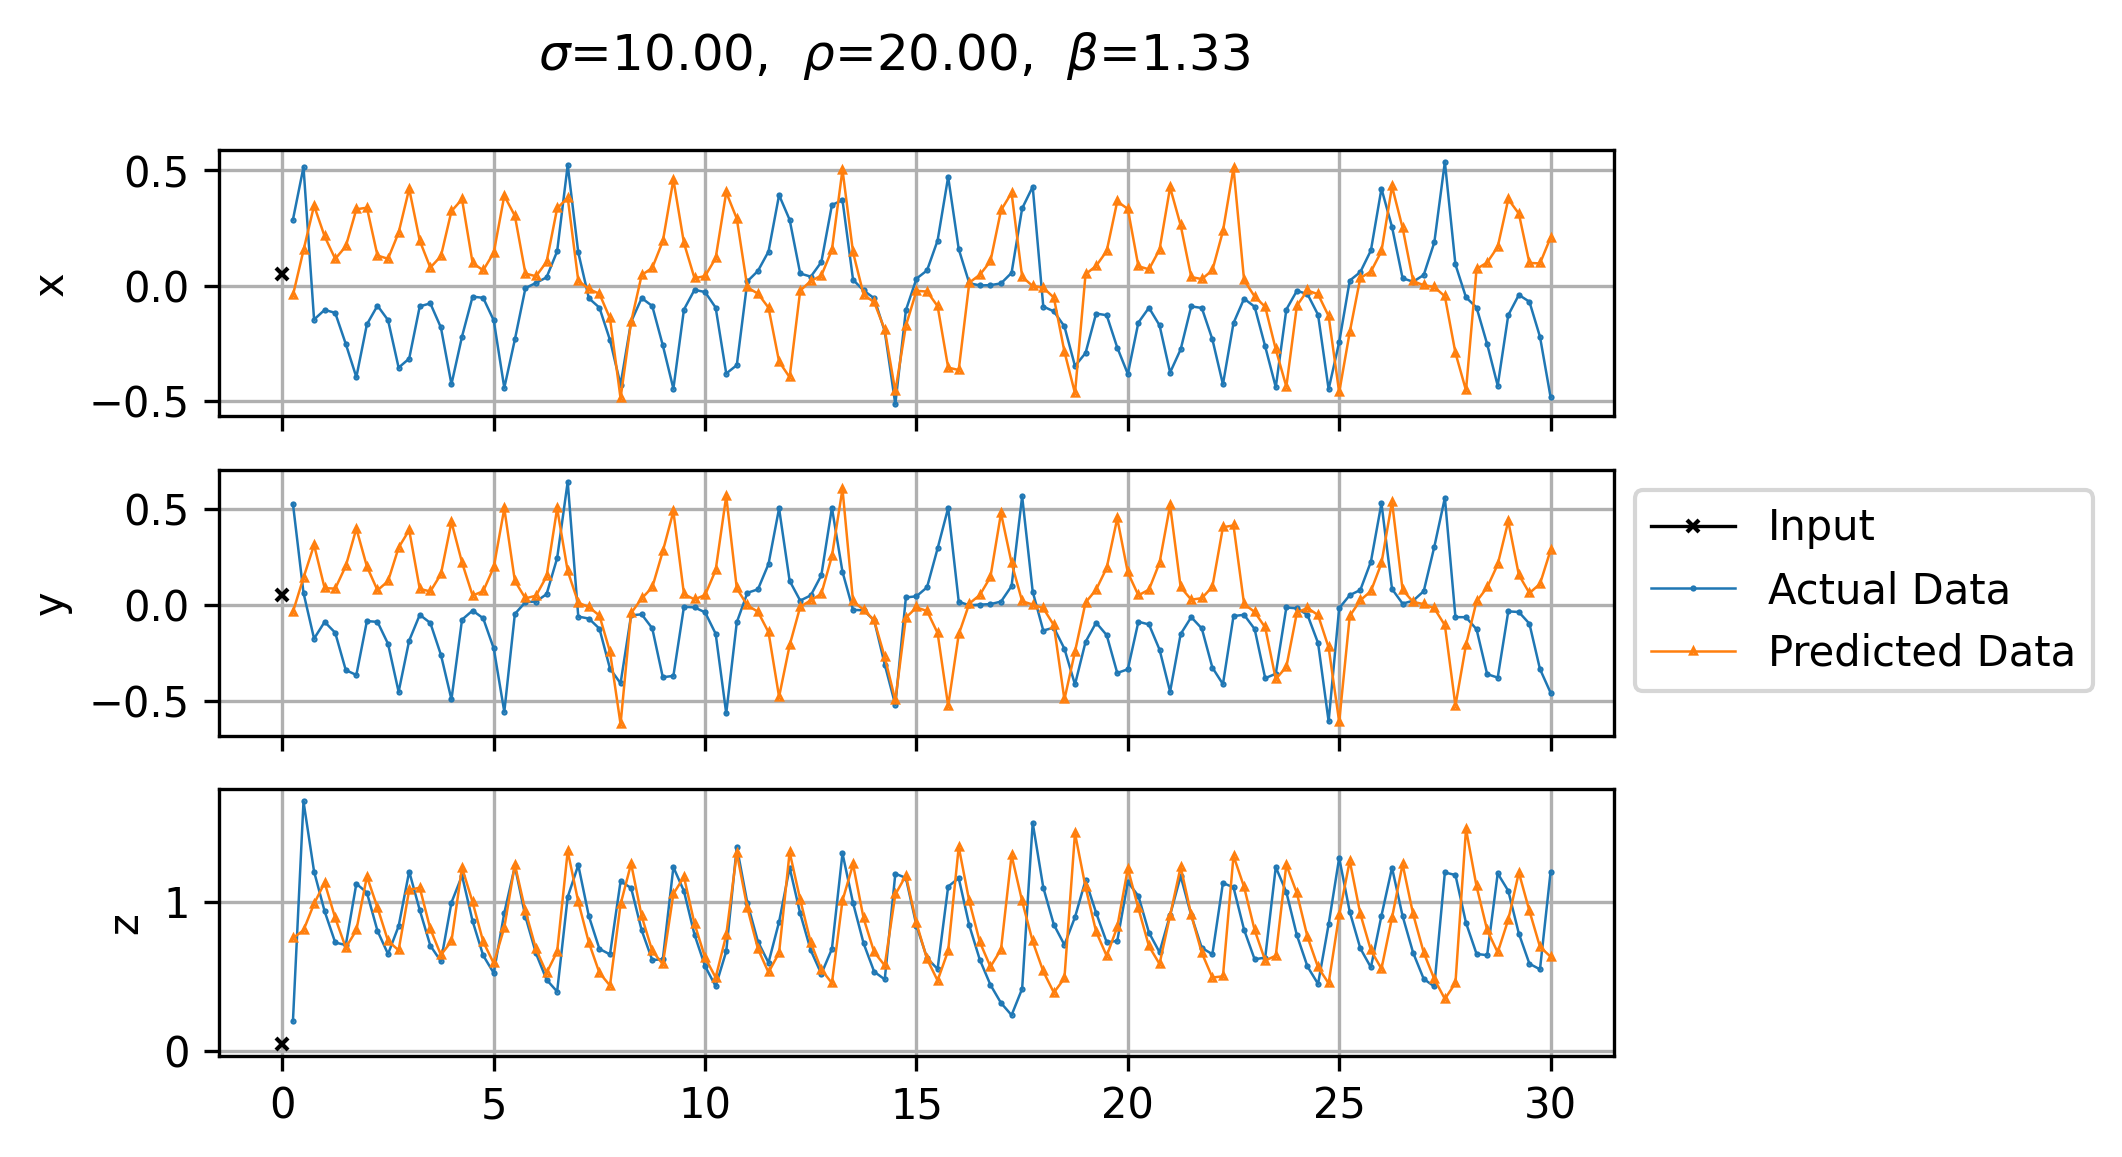 σ=10.00, ρ=20.00, β=1.33
x
0.5
0.0
−0.5
y
0.5
0.0
−0.5
z
1
0
0 5 10 15 20 25 30
Input
Actual Data
Predicted Data